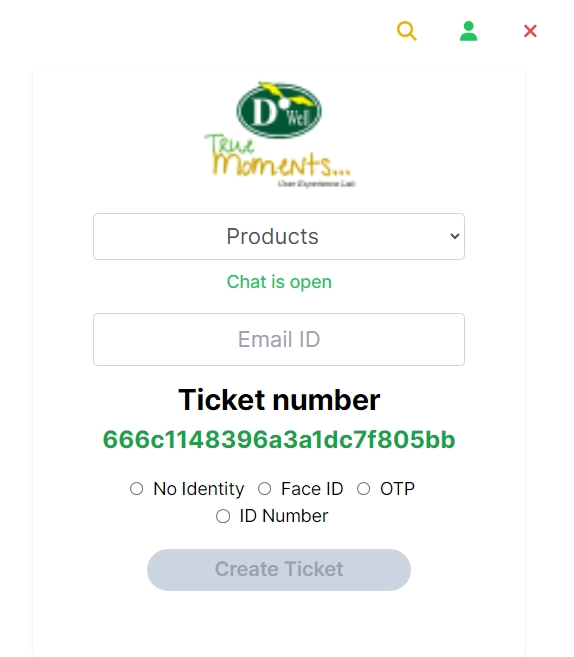 D'Well
True
Moments...
User Experience Lab
Products
Chat is open
Email ID
Ticket number
666c1148396a3a1dc7f805bb
No Identity Face ID OTP
ID Number
Create Ticket